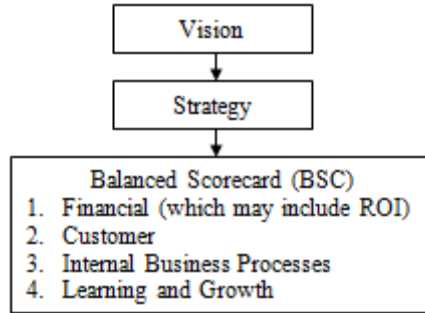 Vision
Strategy
Balanced Scorecard (BSC)
1. Financial (which may include ROI)
2. Customer
3. Internal Business Processes
4. Learning and Growth